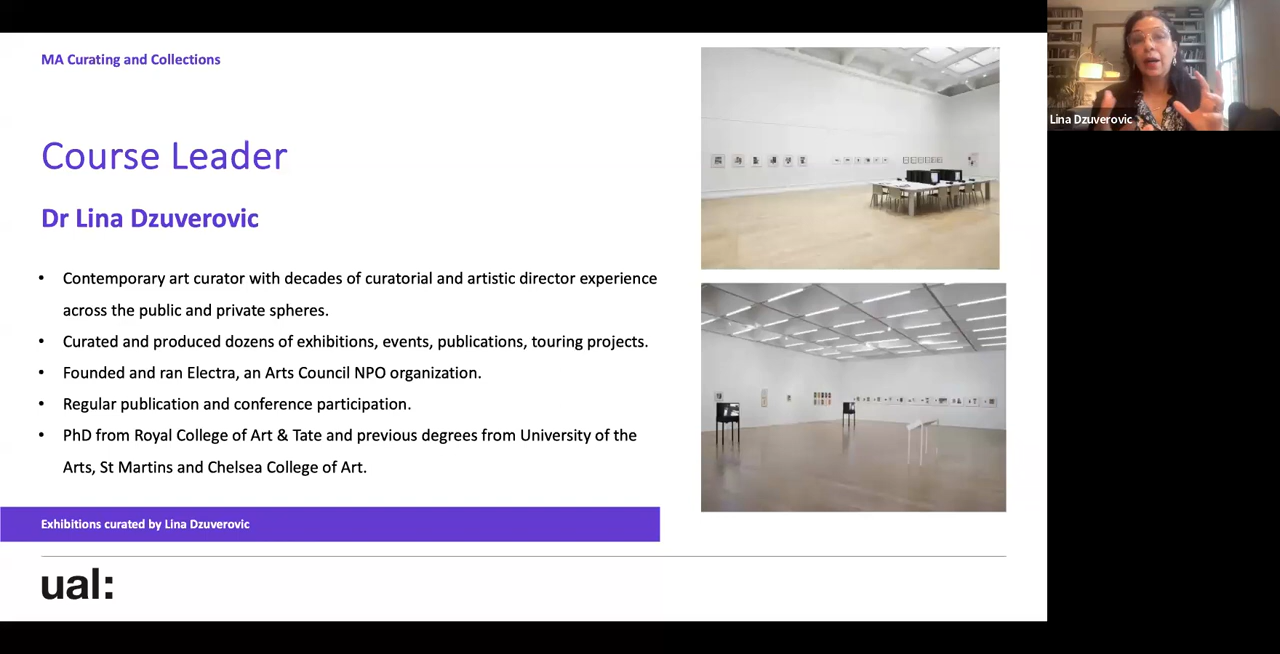 MA Curating and Collections
Course Leader
Dr Lina Dzuverovic
• Contemporary art curator with decades of curatorial and artistic director experience
across the public and private spheres.
• Curated and produced dozens of exhibitions, events, publications, touring projects.
• Founded and ran Electra, an Arts Council NPO organization.
• Regular publication and conference participation.
• PhD from Royal College of Art & Tate and previous degrees from University of the
Arts, St Martins and Chelsea College of Art.
Exhibitions curated by Lina Dzuverovic
ual:
Lina Dzuverovic